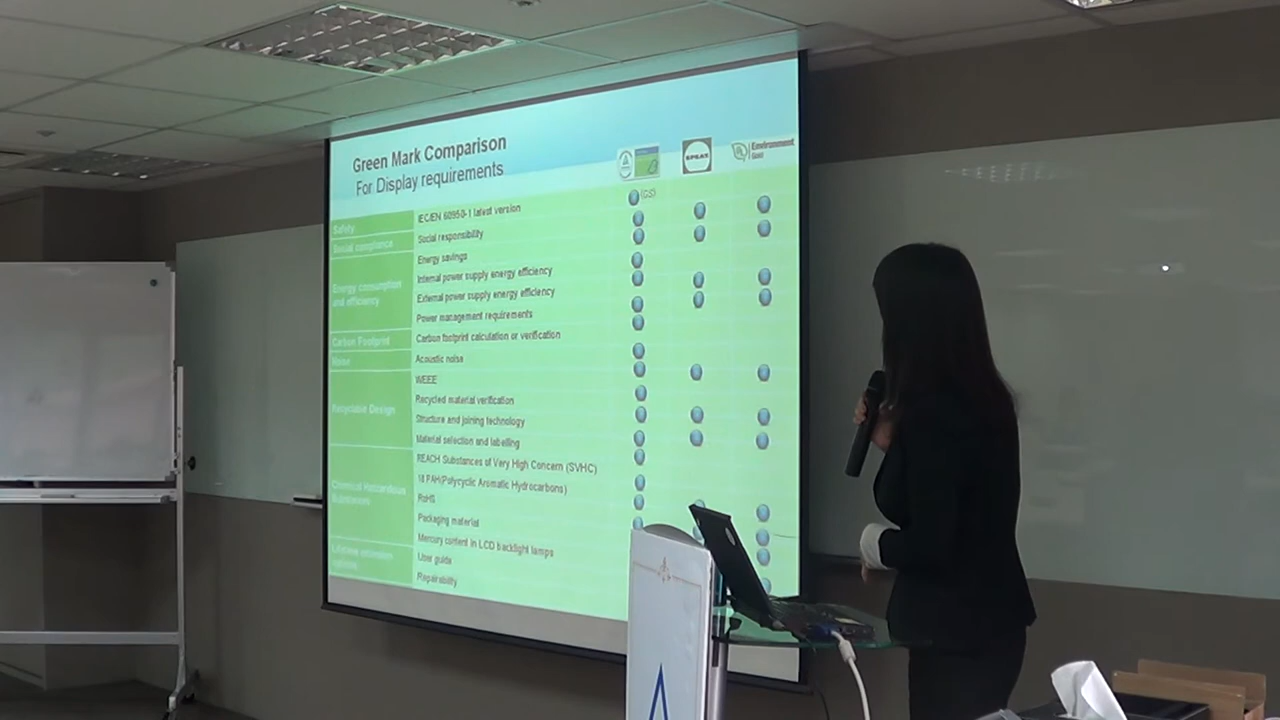 Green Mark Comparison
For Display requirements
EPEAT
Environment
(GS)
Safety
IEC/EN 60950-1 latest version
Social compliance
Social responsibility
Energy consumption
and efficiency
Energy savings
Internal power supply energy efficiency
External power supply energy efficiency
Power management requirements
Carbon Footprint
Carbon footprint calculation or verification
Noise
Acoustic noise
Recyclable Design
WEEE
Recycled material verification
Structure and joining technology
Material selection and labelling
Chemical Hazardous
Substances
REACH Substances of Very High Concern (SVHC)
18 PAH(Polycyclic Aromatic Hydrocarbons)
RoHS
Packaging material
Mercury content in LCD backlight lamps
User guide
Repairability